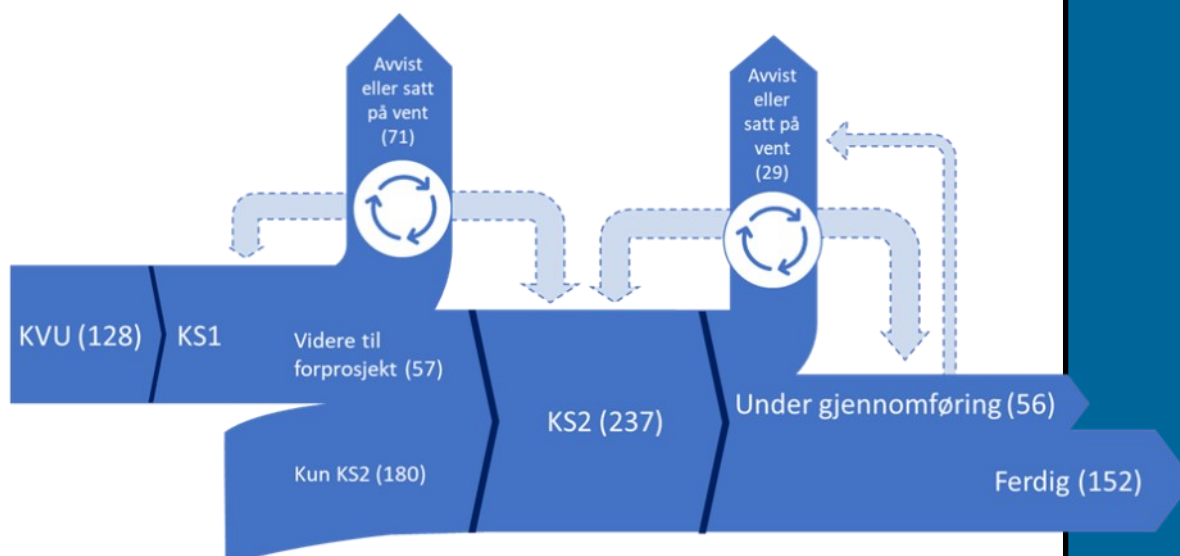 Avvist
eller satt
på vent
(71)
Avvist
eller
satt på
vent
(29)
KVU (128)
KS1
Videre til
forprosjekt (57)
Kun KS2 (180)
KS2 (237)
Under gjennomføring (56)
Ferdig (152)